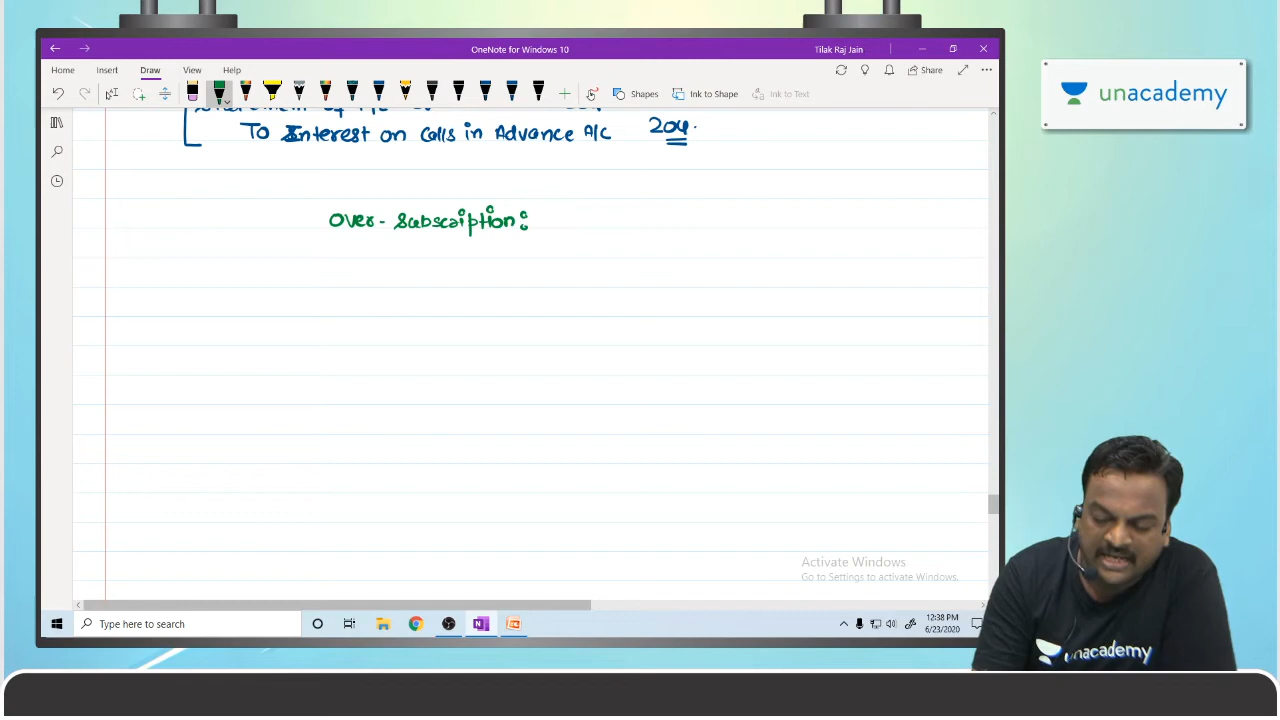 OneNote for Windows 10
Tilak Raj Jain
Home Insert Draw View Help
Share
Shapes Ink to Shape Ink to Text
To Interest on Calls in Advance A/c 204.
Over-Subscription:
Activate Windows
Go to Settings to activate Windows.
Type here to search
12:38 PM
6/23/2020
unacademy
unacademy